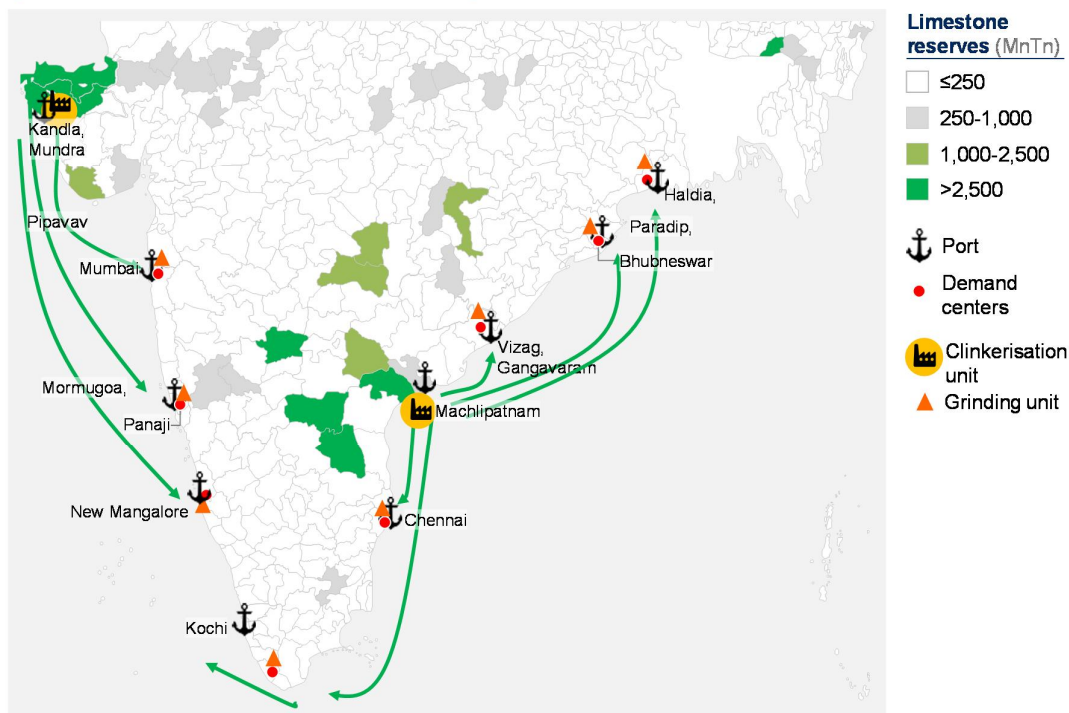 Limestone
reserves (MnTn)
≤250
250-1,000
1,000-2,500
>2,500
Port
Demand
centers
Clinkerisation
unit
Grinding unit
Kandla,
Mundra
Pipavav
Mumbai
Mormugoa,
Panaji
New Mangalore
Kochi
Chennai
Machlipatnam
Vizag,
Gangavaram
Haldia,
Paradip,
Bhubneswar